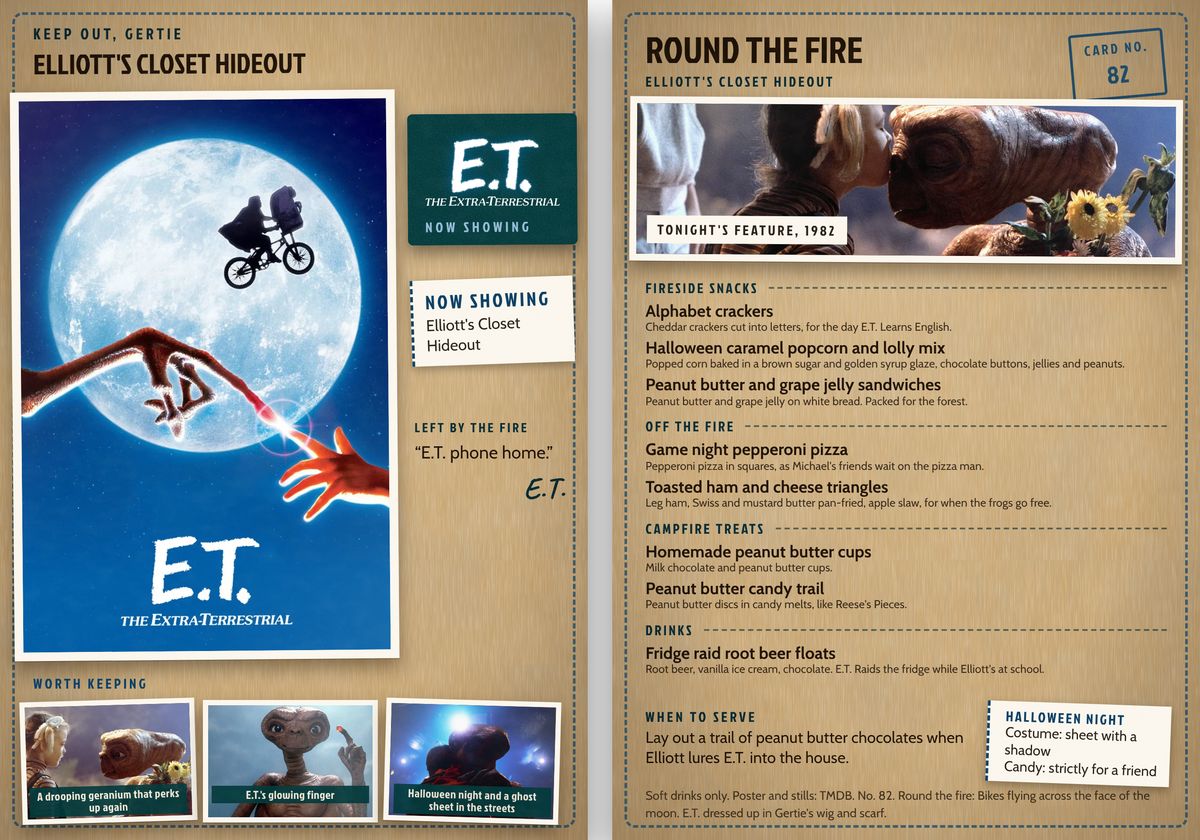 KEEP OUT, GERTIE
ELLIOTT'S CLOSET HIDEOUT
E.T.
THE EXTRA-TERRESTRIAL
E.T.
THE EXTRA-TERRESTRIAL
NOW SHOWING
NOW SHOWING
Elliott's Closet
Hideout
LEFT BY THE FIRE
“E.T. phone home.”
E.T.
WORTH KEEPING
A drooping geranium that perks
up again
E.T.'s glowing finger
Halloween night and a ghost
sheet in the streets
ROUND THE FIRE
ELLIOTT'S CLOSET HIDEOUT
CARD NO.
82
TONIGHT'S FEATURE, 1982
FIRESIDE SNACKS
Alphabet crackers
Cheddar crackers cut into letters, for the day E.T. Learns English.
Halloween caramel popcorn and lolly mix
Popped corn baked in a brown sugar and golden syrup glaze, chocolate buttons, jellies and peanuts.
Peanut butter and grape jelly sandwiches
Peanut butter and grape jelly on white bread. Packed for the forest.
OFF THE FIRE
Game night pepperoni pizza
Pepperoni pizza in squares, as Michael's friends wait on the pizza man.
Toasted ham and cheese triangles
Leg ham, Swiss and mustard butter pan-fried, apple slaw, for when the frogs go free.
CAMPFIRE TREATS
Homemade peanut butter cups
Milk chocolate and peanut butter cups.
Peanut butter candy trail
Peanut butter discs in candy melts, like Reese's Pieces.
DRINKS
Fridge raid root beer floats
Root beer, vanilla ice cream, chocolate. E.T. Raids the fridge while Elliott's at school.
WHEN TO SERVE
Lay out a trail of peanut butter chocolates when
Elliott lures E.T. into the house.
HALLOWEEN NIGHT
Costume: sheet with a
shadow
Candy: strictly for a friend
Soft drinks only. Poster and stills: TMDB. No. 82. Round the fire: Bikes flying across the face of the
moon. E.T. dressed up in Gertie's wig and scarf.